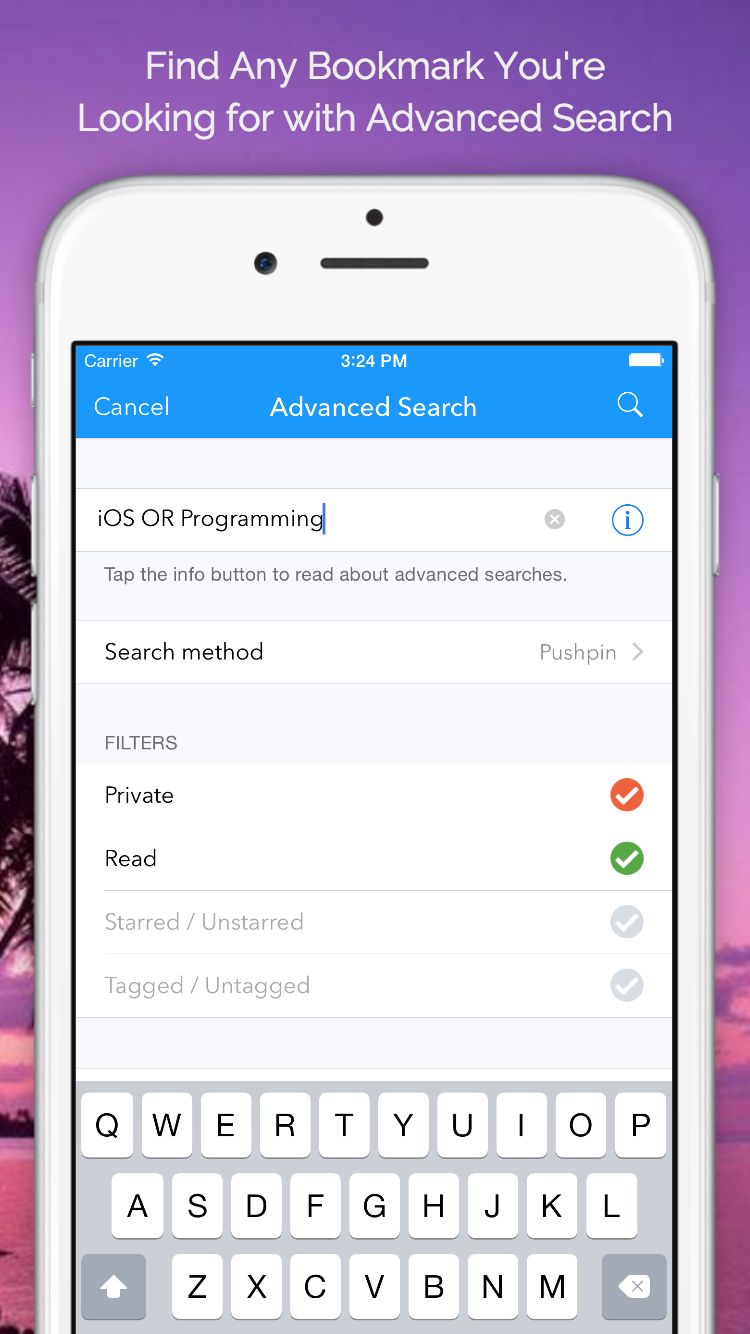 Find Any Bookmark You're
Looking for with Advanced Search
Carrier 3:24 PM
Cancel Advanced Search
iOS OR Programming
Tap the info button to read about advanced searches.
Search method Pushpin
FILTERS
Private
Read
Starred / Unstarred
Tagged / Untagged
Q W E R T Y U I O P
A S D F G H J K L
Z X C V B N M